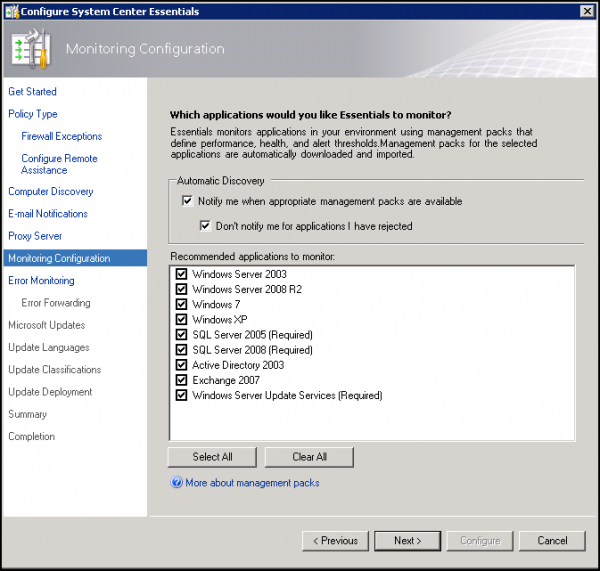 Configure System Center Essentials
Monitoring Configuration
Get Started
Policy Type
Firewall Exceptions
Configure Remote
Assistance
Computer Discovery
E-mail Notifications
Proxy Server
Monitoring Configuration
Error Monitoring
Error Forwarding
Microsoft Updates
Update Languages
Update Classifications
Update Deployment
Summary
Completion
Which applications would you like Essentials to monitor?
Essentials monitors applications in your environment using management packs that
define performance, health, and alert thresholds.Management packs for the selected
applications are automatically downloaded and imported.
Automatic Discovery
Notify me when appropriate management packs are available
Don't notify me for applications I have rejected
Recommended applications to monitor:
Windows Server 2003
Windows Server 2008 R2
Windows 7
Windows XP
SQL Server 2005 (Required)
SQL Server 2008 (Required)
Active Directory 2003
Exchange 2007
Windows Server Update Services (Required)
Select All
Clear All
More about management packs
< Previous
Next >
Configure
Cancel